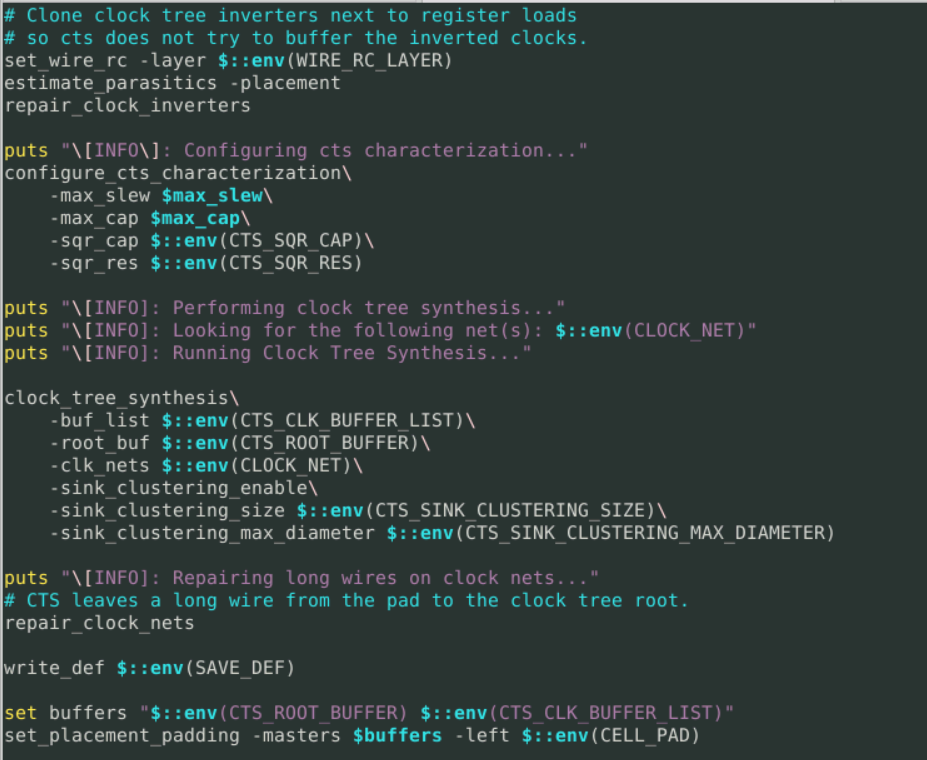 # Clone clock tree inverters next to register loads
# so cts does not try to buffer the inverted clocks.
set_wire_rc -layer $::env(WIRE_RC_LAYER)
estimate_parasitics -placement
repair_clock_inverters

puts "\[INFO\]: Configuring cts characterization..."
configure_cts_characterization\
    -max_slew $max_slew\
    -max_cap $max_cap\
    -sqr_cap $::env(CTS_SQR_CAP)\
    -sqr_res $::env(CTS_SQR_RES)

puts "\[INFO]: Performing clock tree synthesis..."
puts "\[INFO]: Looking for the following net(s): $::env(CLOCK_NET)"
puts "\[INFO]: Running Clock Tree Synthesis..."

clock_tree_synthesis\
    -buf_list $::env(CTS_CLK_BUFFER_LIST)\
    -root_buf $::env(CTS_ROOT_BUFFER)\
    -clk_nets $::env(CLOCK_NET)\
    -sink_clustering_enable\
    -sink_clustering_size $::env(CTS_SINK_CLUSTERING_SIZE)\
    -sink_clustering_max_diameter $::env(CTS_SINK_CLUSTERING_MAX_DIAMETER)

puts "\[INFO]: Repairing long wires on clock nets..."
# CTS leaves a long wire from the pad to the clock tree root.
repair_clock_nets

write_def $::env(SAVE_DEF)

set buffers "$::env(CTS_ROOT_BUFFER) $::env(CTS_CLK_BUFFER_LIST)"
set_placement_padding -masters $buffers -left $::env(CELL_PAD)